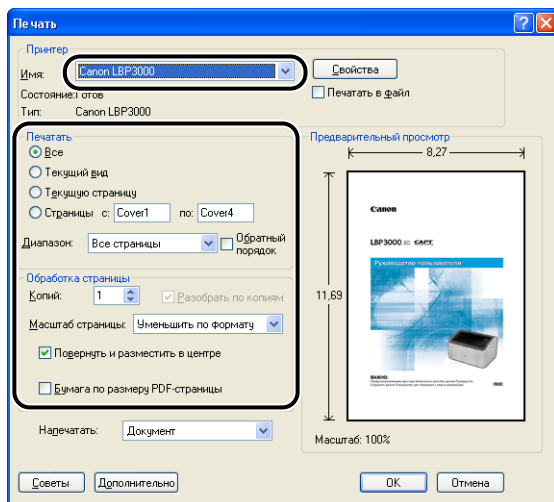 Печать
Принтер
Имя: Canon LBP3000 Свойства
Состояние: Готов Печатать в файл
Тип: Canon LBP3000
Печатать
Все
Текущий вид
Текущую страницу
Страницы с: Cover1 по: Cover4
Диапазон: Все страницы Обратный порядок
Обработка страницы
Копий: 1 Разобрать по копиям
Масштаб страницы: Уменьшить по формату
Повернуть и разместить в центре
Бумага по размеру PDF-страницы
Напечатать: Документ
Предварительный просмотр
8,27
11,69
Canon
LBP3000 CAPT
Руководство пользователя
ВАЖНО:
Масштаб: 100%
Советы Дополнительно OK Отмена